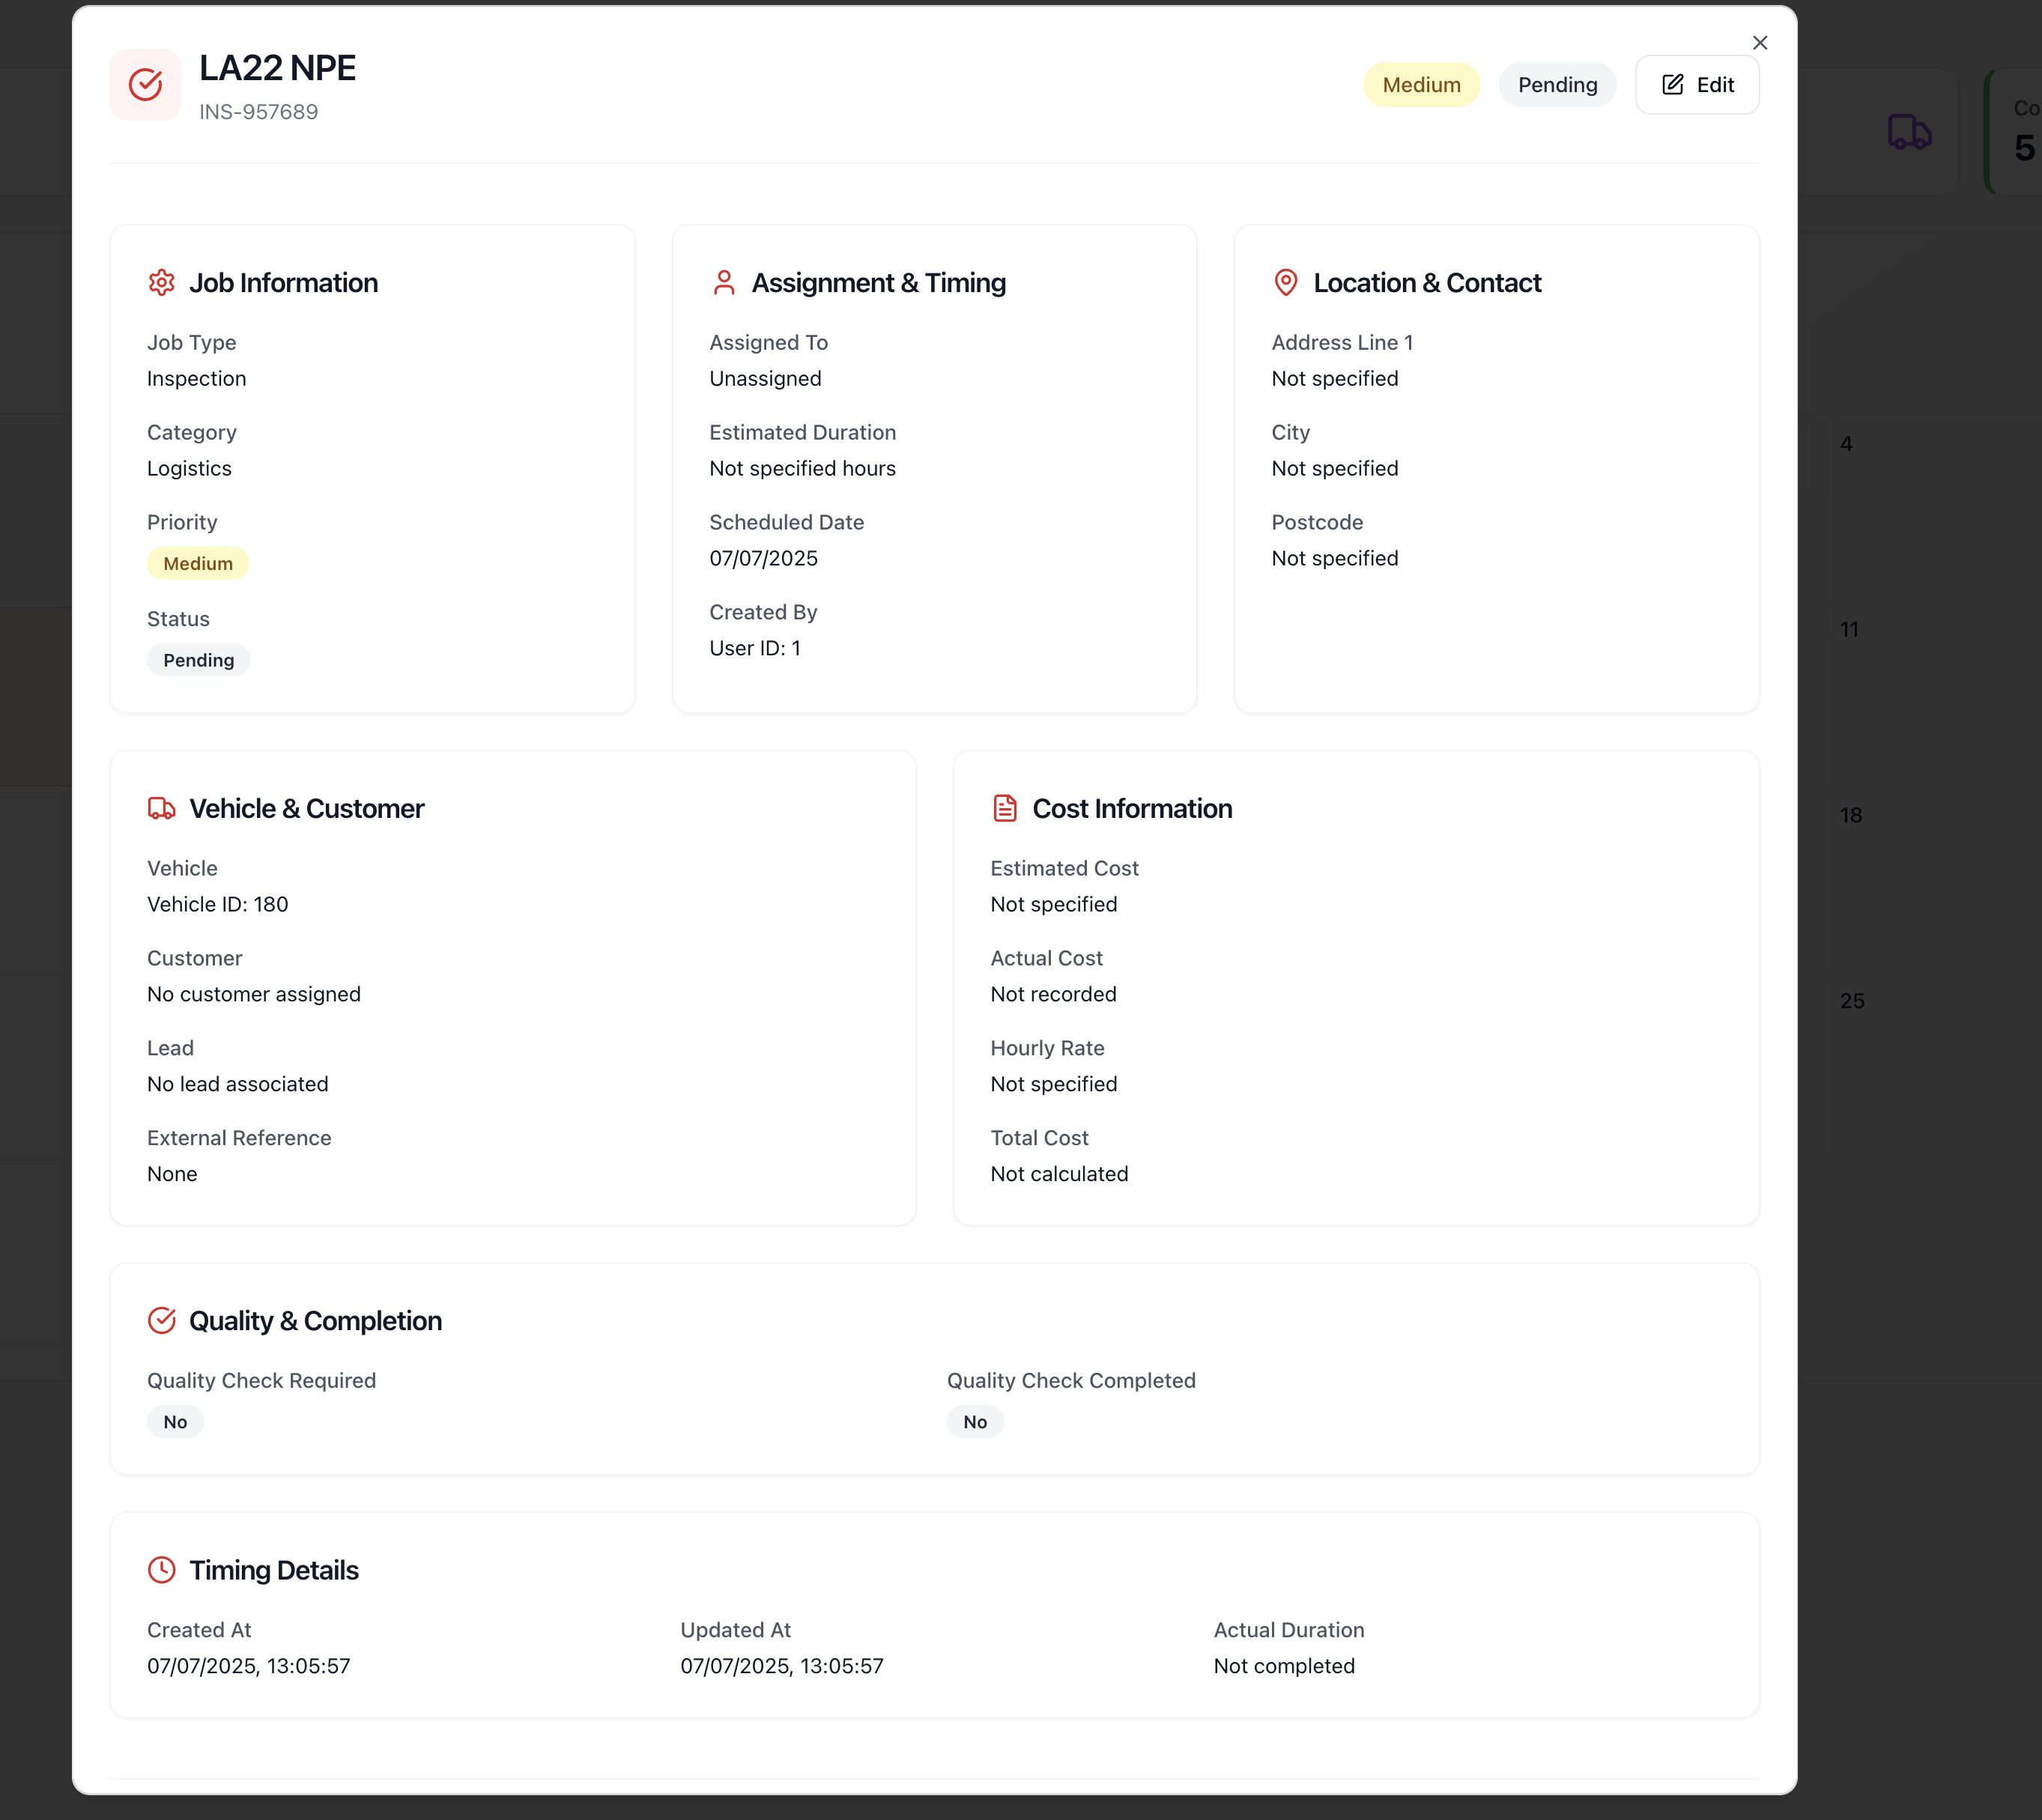 LA22 NPE
INS-957689
Medium
Pending
Edit
Job Information
Job Type
Inspection
Category
Logistics
Priority
Medium
Status
Pending
Assignment & Timing
Assigned To
Unassigned
Estimated Duration
Not specified hours
Scheduled Date
07/07/2025
Created By
User ID: 1
Location & Contact
Address Line 1
Not specified
City
Not specified
Postcode
Not specified
Vehicle & Customer
Vehicle
Vehicle ID: 180
Customer
No customer assigned
Lead
No lead associated
External Reference
None
Cost Information
Estimated Cost
Not specified
Actual Cost
Not recorded
Hourly Rate
Not specified
Total Cost
Not calculated
Quality & Completion
Quality Check Required
No
Quality Check Completed
No
Timing Details
Created At
07/07/2025, 13:05:57
Updated At
07/07/2025, 13:05:57
Actual Duration
Not completed
Co
5
4
11
18
25